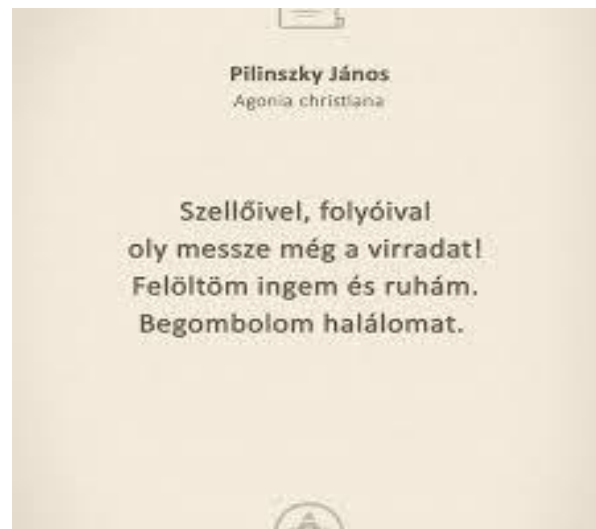 Pilinszky János
Agonia christiana
Szellőivel, folyóival
oly messze még a virradat!
Felöltöm ingem és ruhám.
Begombolom halálomat.